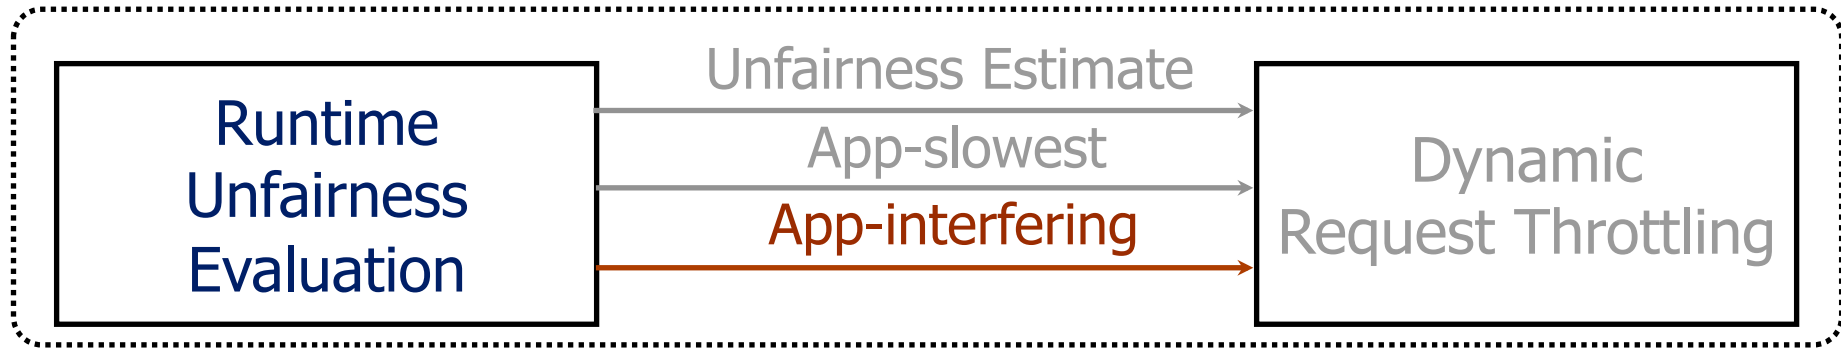 Runtime
Unfairness
Evaluation
Unfairness Estimate
App-slowest
App-interfering
Dynamic
Request Throttling